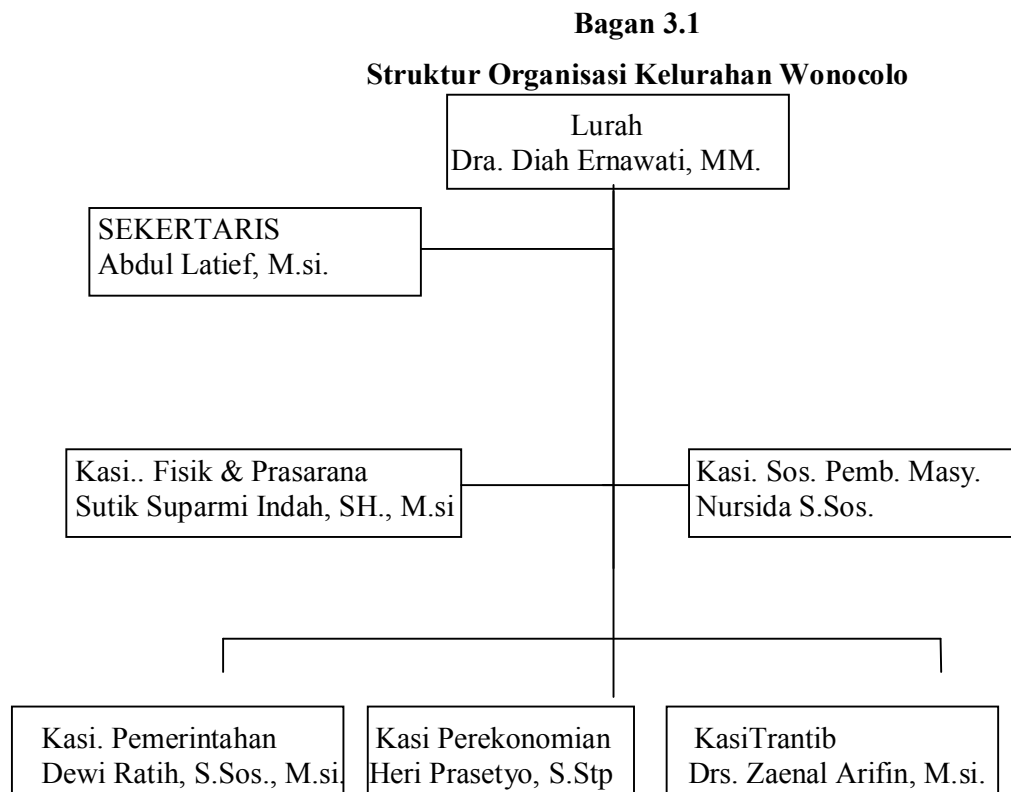 Bagan 3.1
Struktur Organisasi Kelurahan Wonocolo
Lurah
Dra. Diah Ernawati, MM.
SEKERTARIS
Abdul Latief, M.si.
Kasi.. Fisik & Prasarana
Sutik Suparmi Indah, SH., M.si
Kasi. Sos. Pemb. Masy.
Nursida S.Sos.
Kasi. Pemerintahan
Dewi Ratih, S.Sos., M.si.
Kasi Perekonomian
Heri Prasetyo, S.Stp
KasiTrantib
Drs. Zaenal Arifin, M.si.